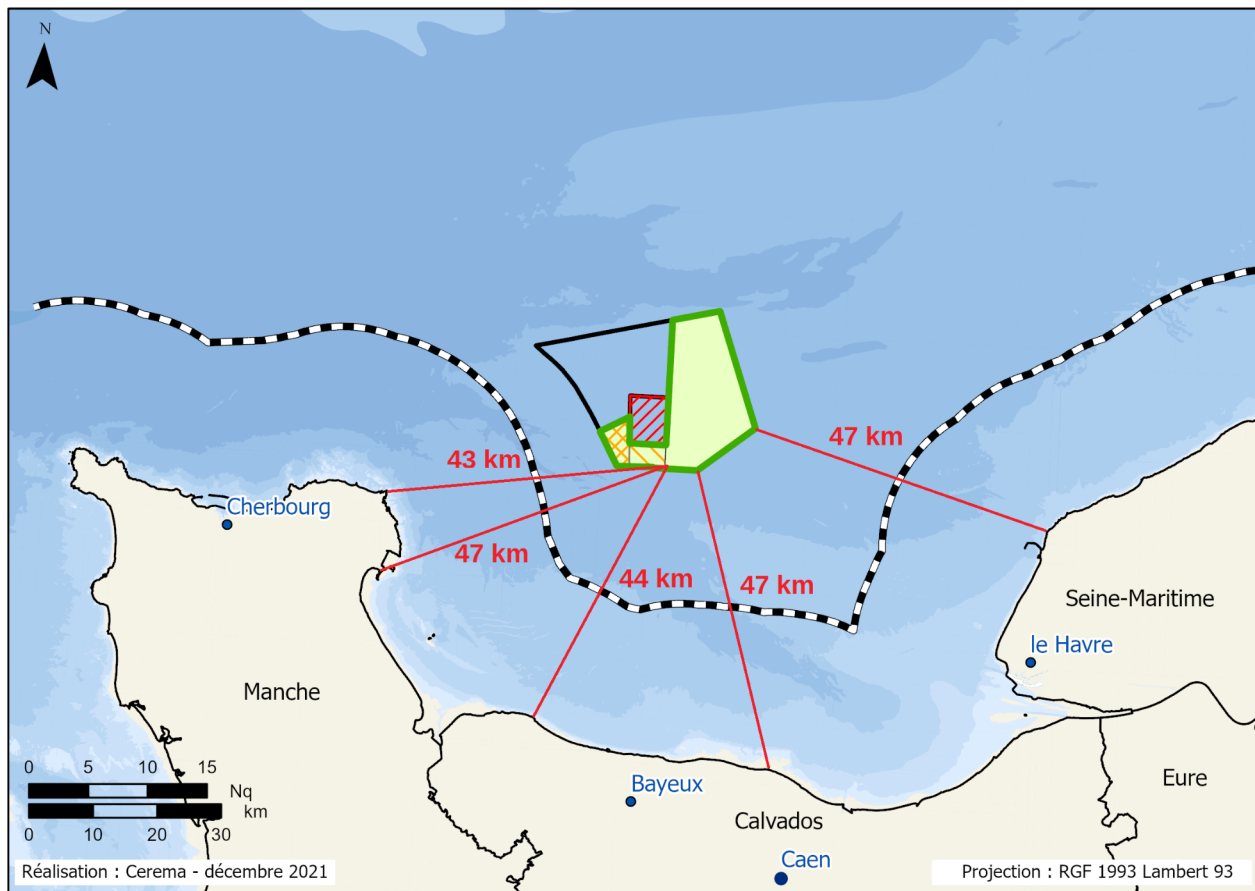 N
43 km
47 km
Cherbourg
47 km
44 km
47 km
Seine-Maritime
le Havre
Manche
0 5 10 15
Nq
km
0 10 20 30
Bayeux
Eure
Calvados
Caen
Réalisation : Cerema - décembre 2021
Projection : RGF 1993 Lambert 93